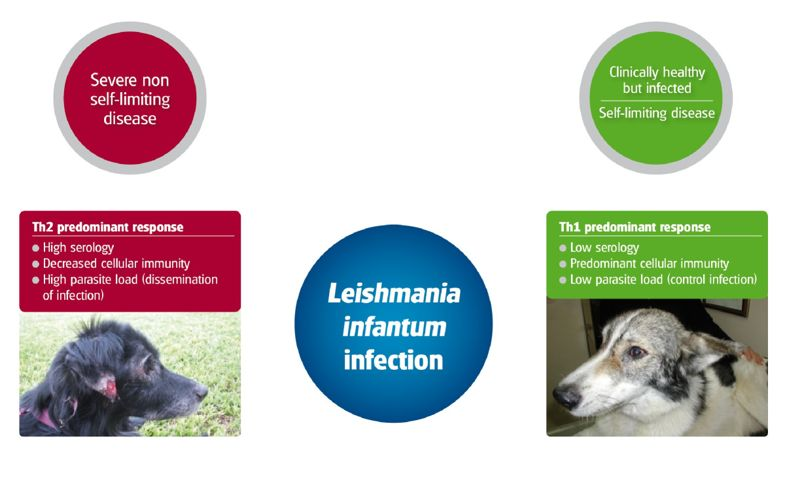 Severe non
self-limiting
disease
Clinically healthy
but infected
Self-limiting disease
Th2 predominant response
High serology
Decreased cellular immunity
High parasite load (dissemination
of infection)
Leishmania
infantum
infection
Th1 predominant response
Low serology
Predominant cellular immunity
Low parasite load (control infection)